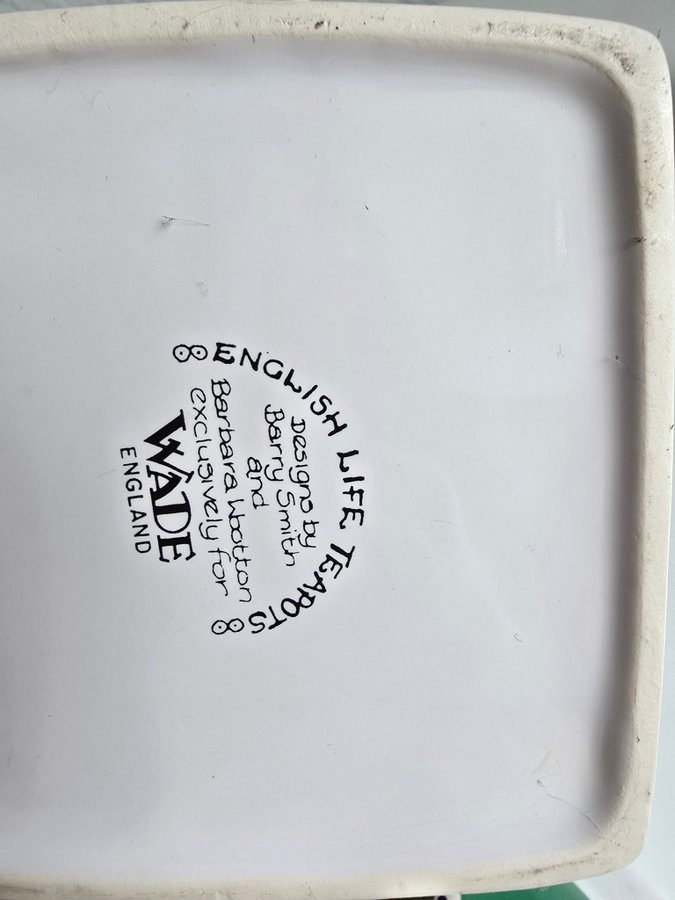 ENGLISH LIFE TEAPOTS
Designs by
Barry Smith
and
Barbara Wootton
exclusively for
WADE
ENGLAND